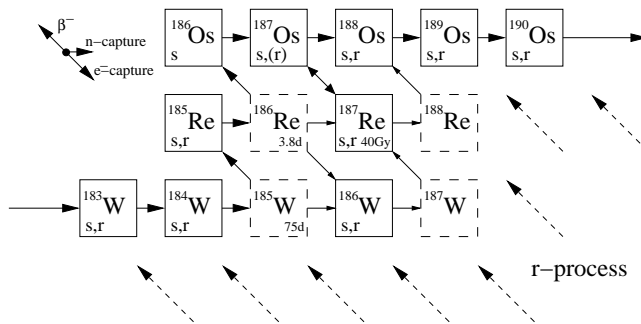 β⁻
n−capture
e⁻−capture
¹⁸⁶Os ¹⁸⁷Os ¹⁸⁸Os ¹⁸⁹Os ¹⁹⁰Os
s s,(r) s,r s,r s,r
¹⁸⁵Re ¹⁸⁶Re ¹⁸⁷Re ¹⁸⁸Re
s,r 3.8d s,r 40Gy
¹⁸³W ¹⁸⁴W ¹⁸⁵W ¹⁸⁶W ¹⁸⁷W
s,r s,r 75d s,r
r−process